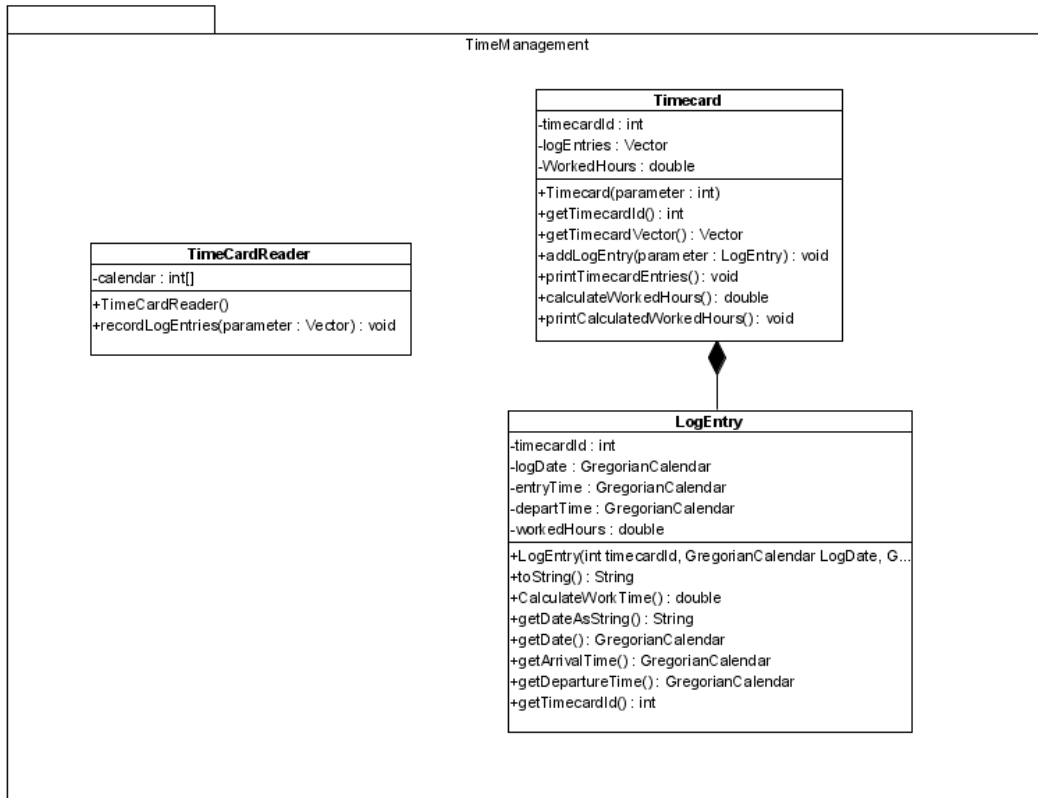 TimeManagement
Timecard
-timecardId : int
-logEntries : Vector
-WorkedHours : double
+Timecard(parameter : int)
+getTimecardId() : int
+getTimecardVector() : Vector
+addLogEntry(parameter : LogEntry) : void
+printTimecardEntries() : void
+calculateWorkedHours() : double
+printCalculatedWorkedHours() : void
TimeCardReader
-calendar : int[]
+TimeCardReader()
+recordLogEntries(parameter : Vector) : void
LogEntry
-timecardId : int
-logDate : GregorianCalendar
-entryTime : GregorianCalendar
-departTime : GregorianCalendar
-workedHours : double
+LogEntry(int timecardId, GregorianCalendar LogDate, G...
+toString() : String
+CalculateWorkTime() : double
+getDateAsString() : String
+getDate() : GregorianCalendar
+getArrivalTime() : GregorianCalendar
+getDepartureTime() : GregorianCalendar
+getTimecardId() : int